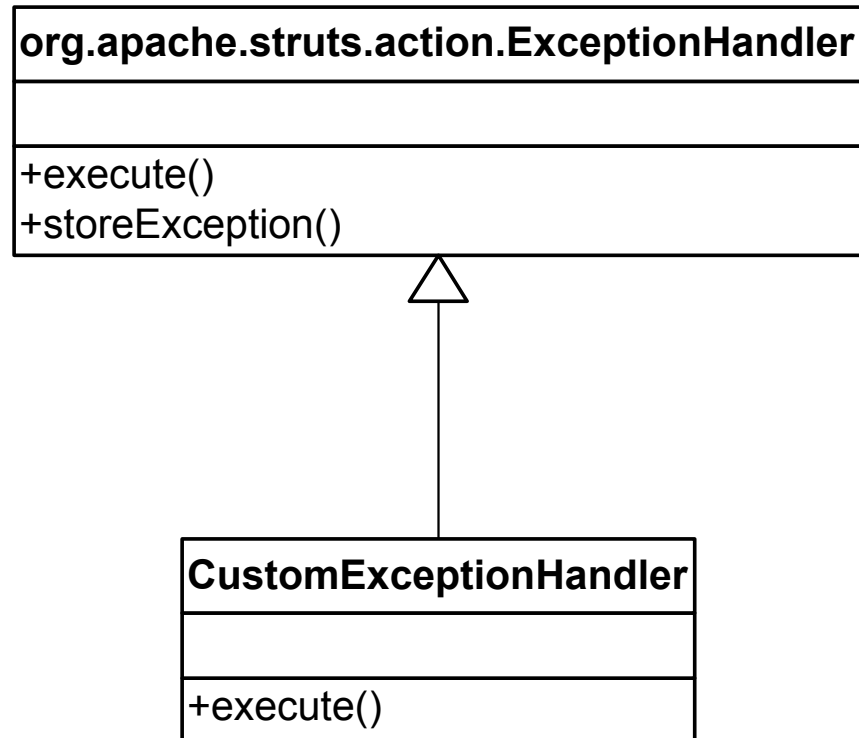 org.apache.struts.action.ExceptionHandler
+execute()
+storeException()
CustomExceptionHandler
+execute()